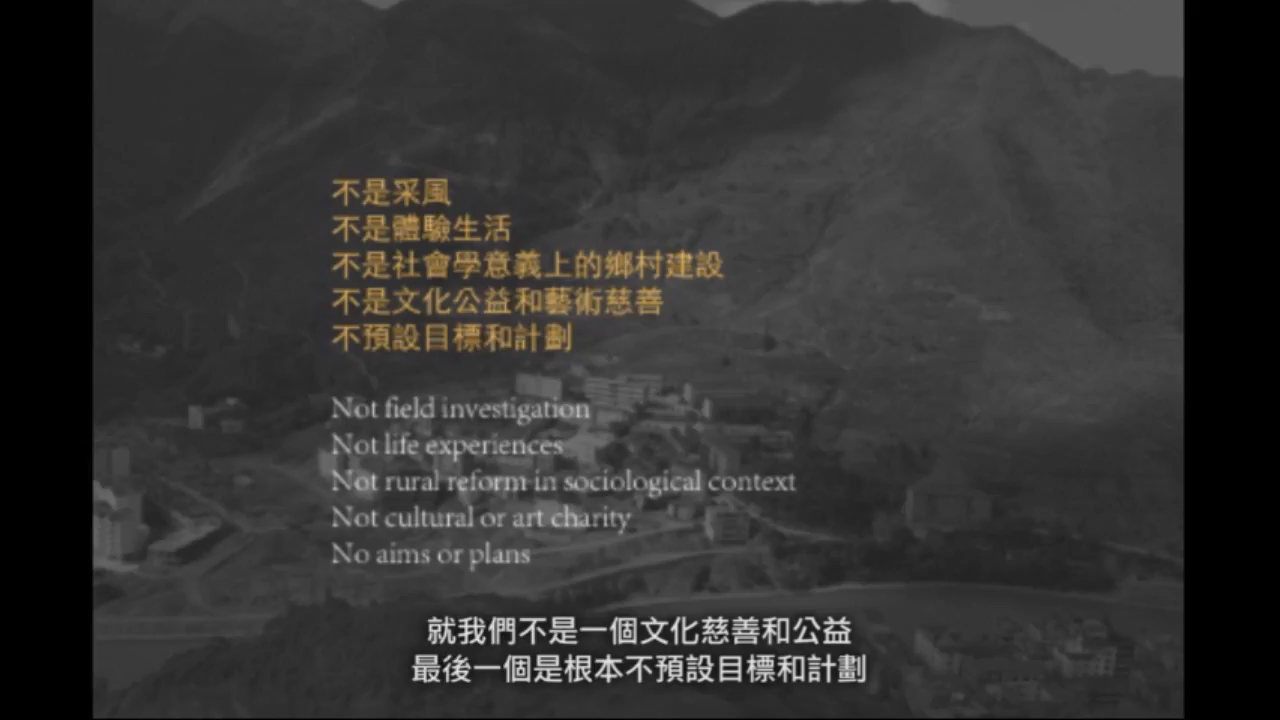 不是采風
不是體驗生活
不是社會學意義上的鄉村建設
不是文化公益和藝術慈善
不預設目標和計劃
Not field investigation
Not life experiences
Not rural reform in sociological context
Not cultural or art charity
No aims or plans
就我們不是一個文化慈善和公益
最後一個是根本不預設目標和計劃